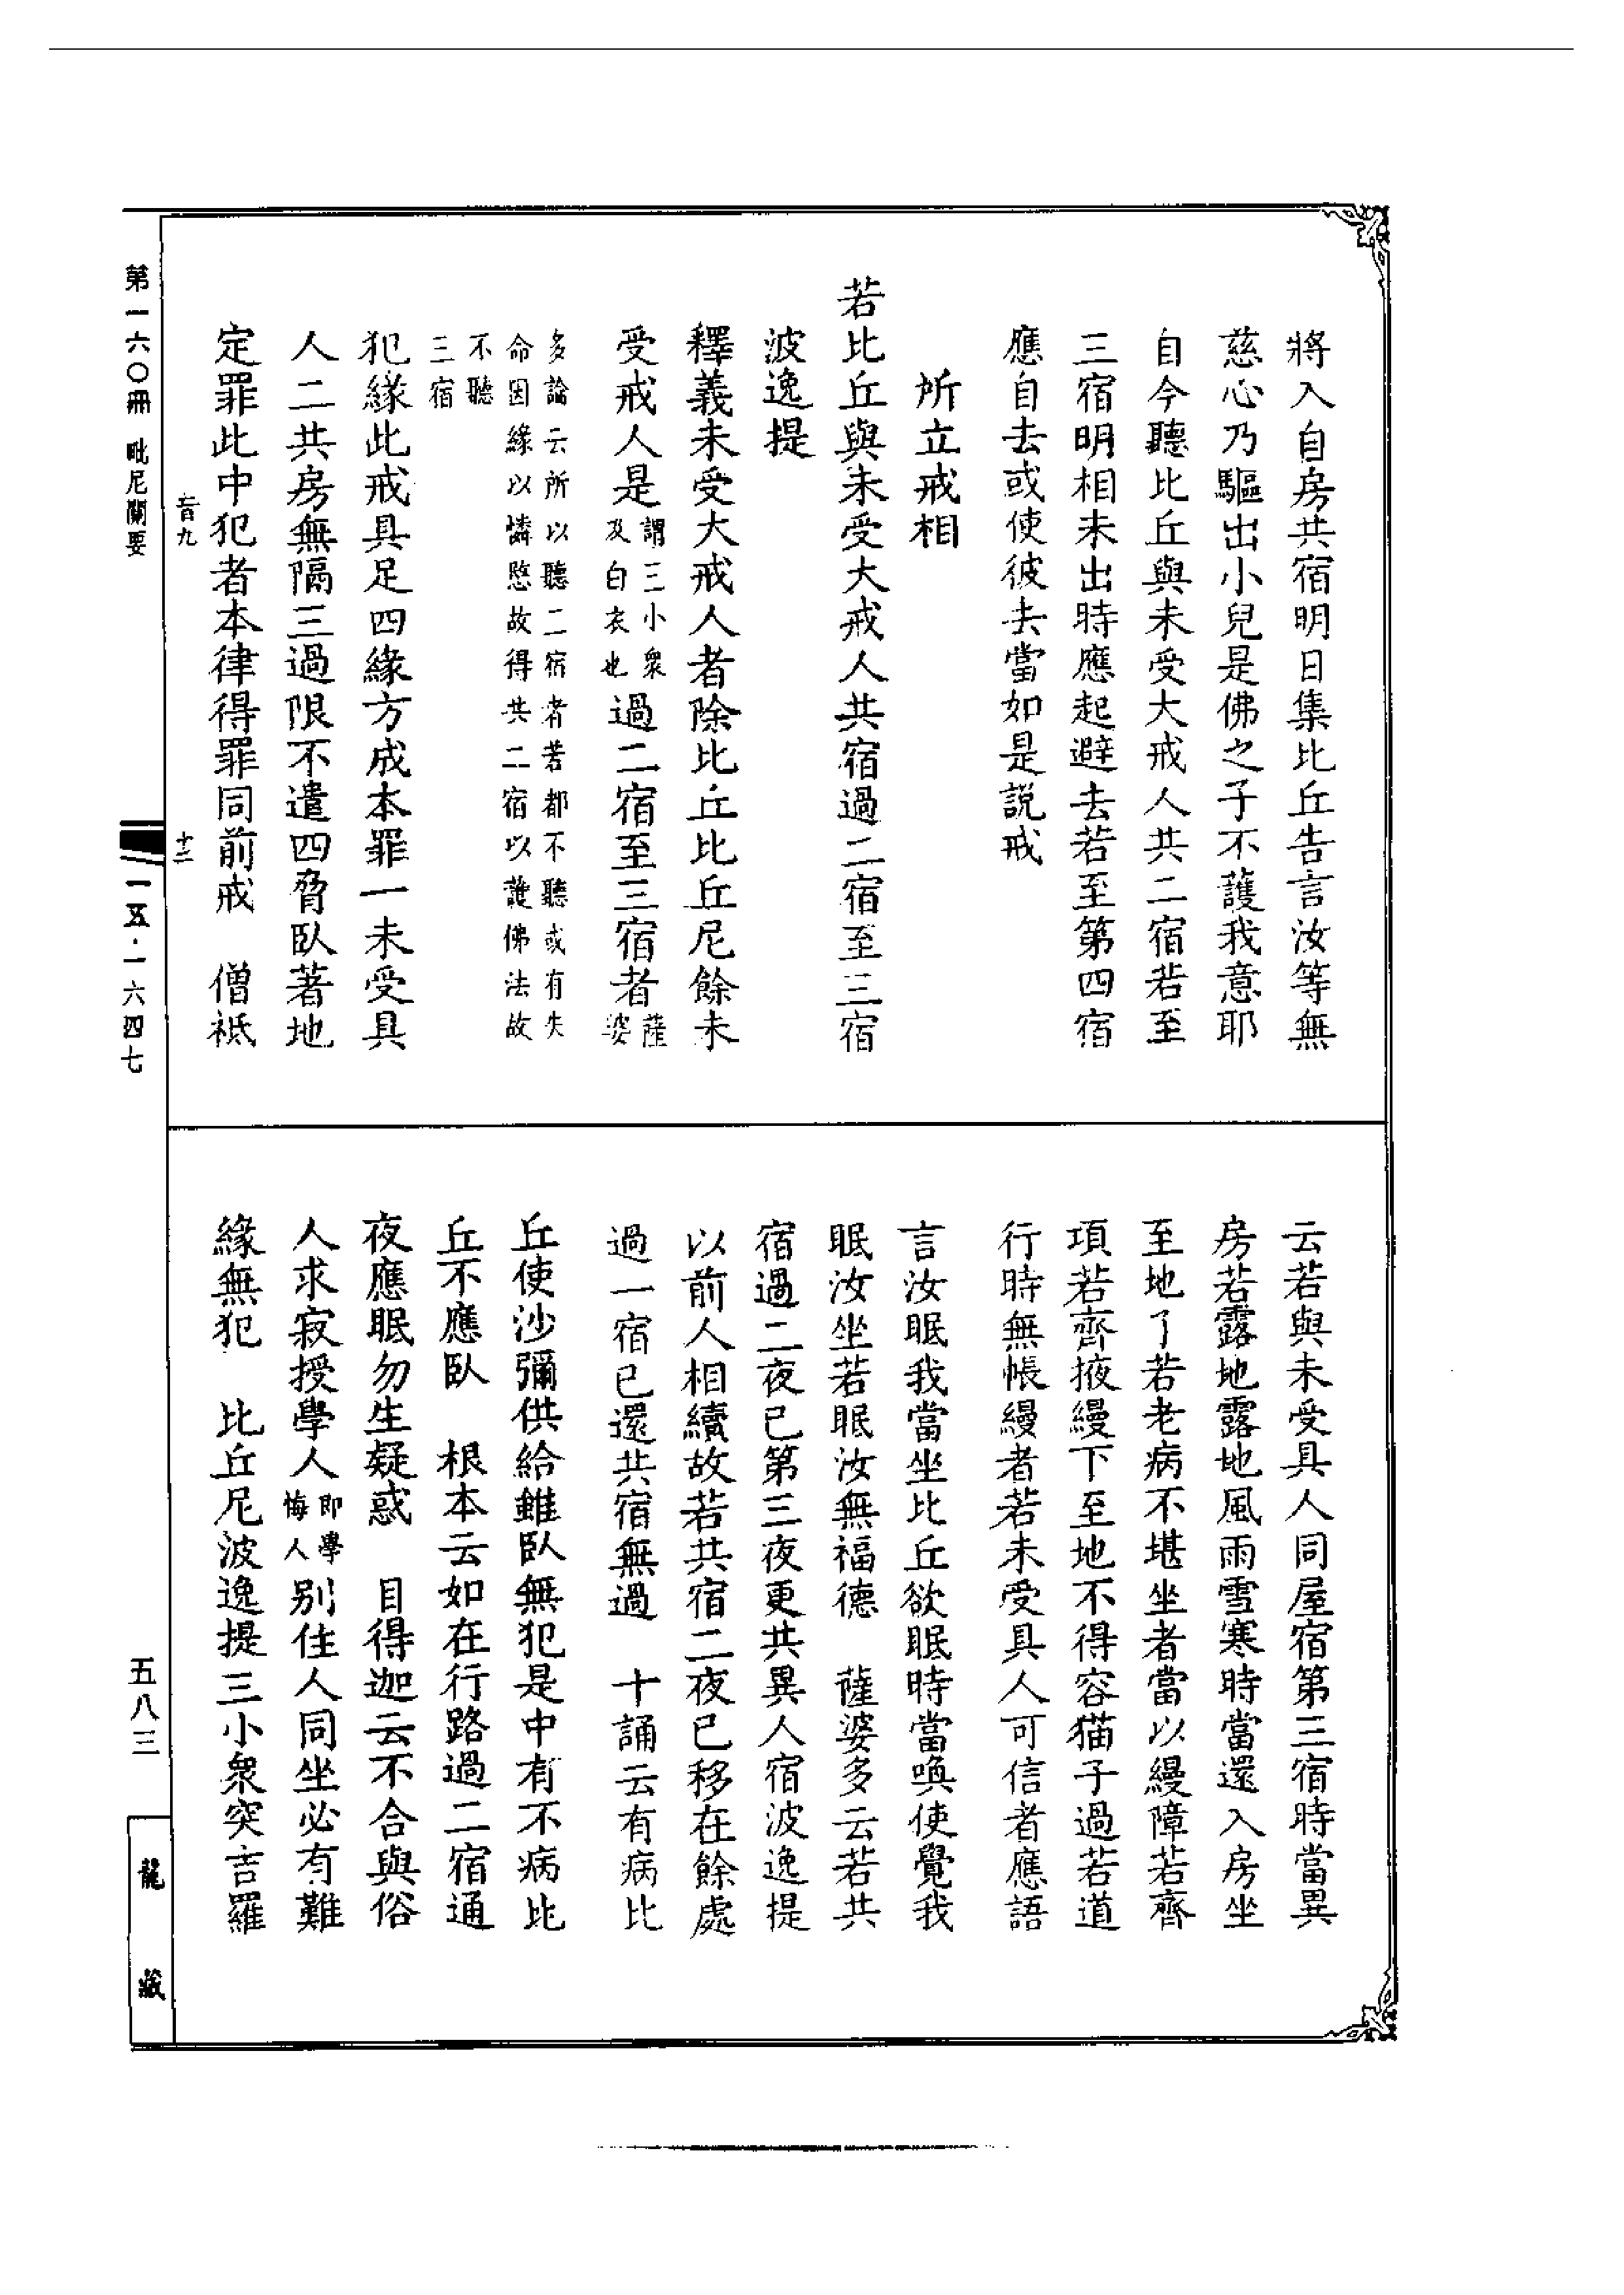 將入自房共宿明日集比丘告言汝等無
慈心乃驅出小兒是佛之子不護我意耶
自今聽比丘與未受大戒人共二宿若至
三宿明相未出時應起避去若至第四宿
應自去或使彼去當如是説戒
所立戒相
若比丘與未受大戒人共宿過二宿至三宿
波逸提
釋義未受大戒人者除比丘比丘尼餘未
受戒人是謂三小衆及白衣也過二宿至三宿者薩婆
多論云所以聽二宿者若都不聽或有失
命因緣以憐愍故得共二宿以護佛法故
不聽
三宿
犯緣此戒具足四緣方成本罪一未受具
人二共房無隔三過限不遣四脅臥著地
定罪此中犯者本律得罪同前戒　僧祇
云若與未受具人同屋宿第三宿時當異
房若露地露地風雨雪寒時當還入房坐
至地了若老病不堪坐者當以縵障若齊
項若齊掖縵下至地不得容猫子過若道
行時無帳縵者若未受具人可信者應語
言汝眠我當坐比丘欲眠時當喚使覺我
眠汝坐若眠汝無福德　薩婆多云若共
宿過二夜已第三夜更共異人宿波逸提
以前人相續故若共宿二夜已移在餘處
過一宿已還共宿無過　十誦云有病比
丘使沙彌供給雖臥無犯是中有不病比
丘不應臥　根本云如在行路過二宿通
夜應眠勿生疑惑　目得迦云不合與俗
人求寂授學人即學悔人別住人同坐必有難
緣無犯　比丘尼波逸提三小衆突吉羅
九
十三
第一六〇冊　毗尼關要
一五·一六四七
五八三
龍藏